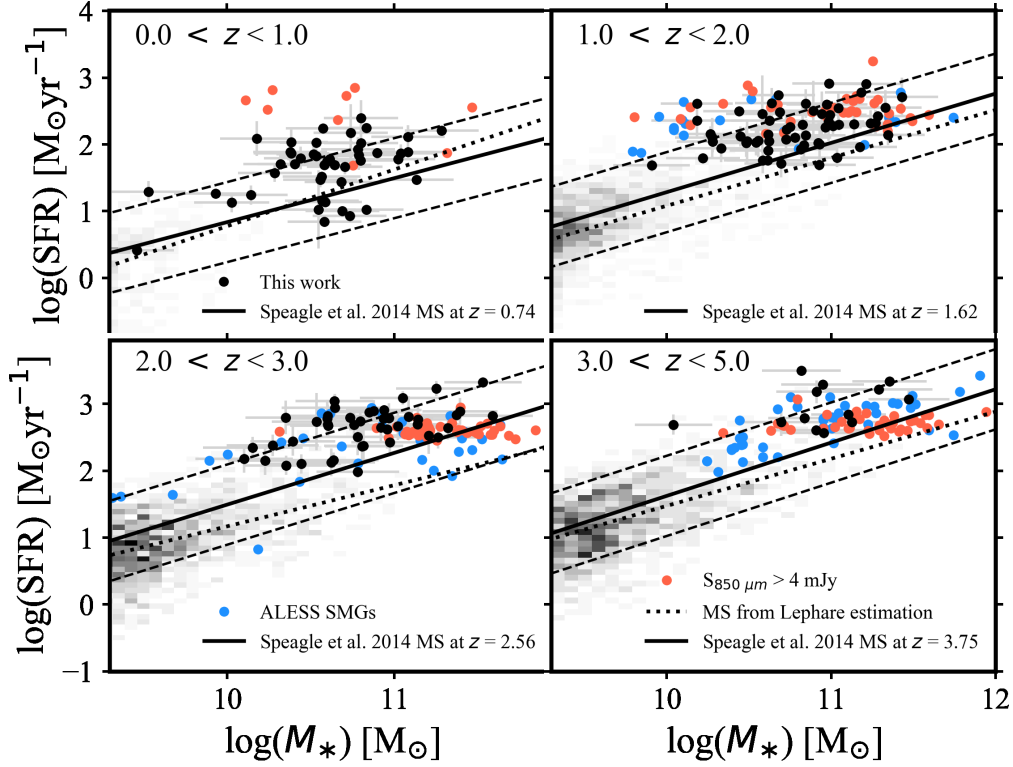 0.0 < z < 1.0
1.0 < z < 2.0
4
3
2
1
0
log(SFR) [M⊙yr⁻¹]
This work
Speagle et al. 2014 MS at z = 0.74
Speagle et al. 2014 MS at z = 1.62
2.0 < z < 3.0
3.0 < z < 5.0
3
2
1
0
−1
log(SFR) [M⊙yr⁻¹]
ALESS SMGs
Speagle et al. 2014 MS at z = 2.56
S850 μm > 4 mJy
MS from Lephare estimation
Speagle et al. 2014 MS at z = 3.75
10 11
10 11 12
log(M*) [M⊙]
log(M*) [M⊙]